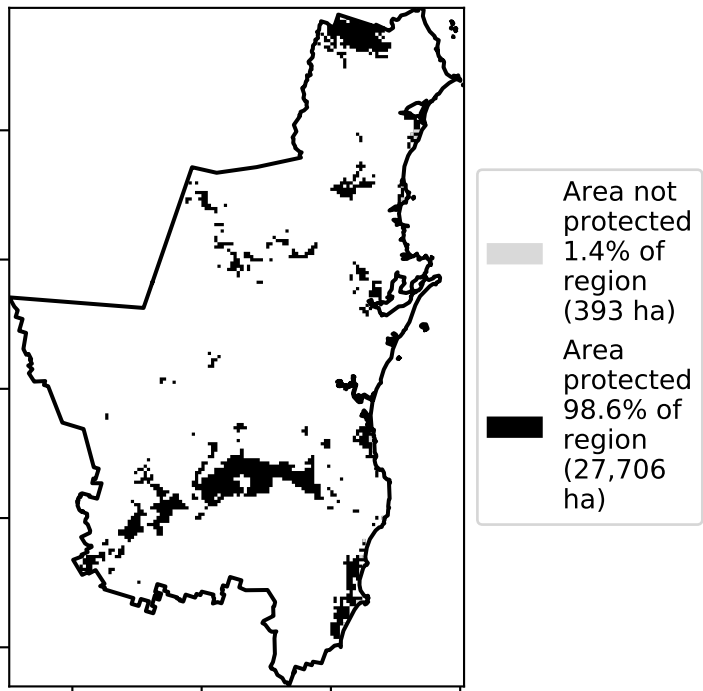 Area not
protected
1.4% of
region
(393 ha)
Area
protected
98.6% of
region
(27,706
ha)